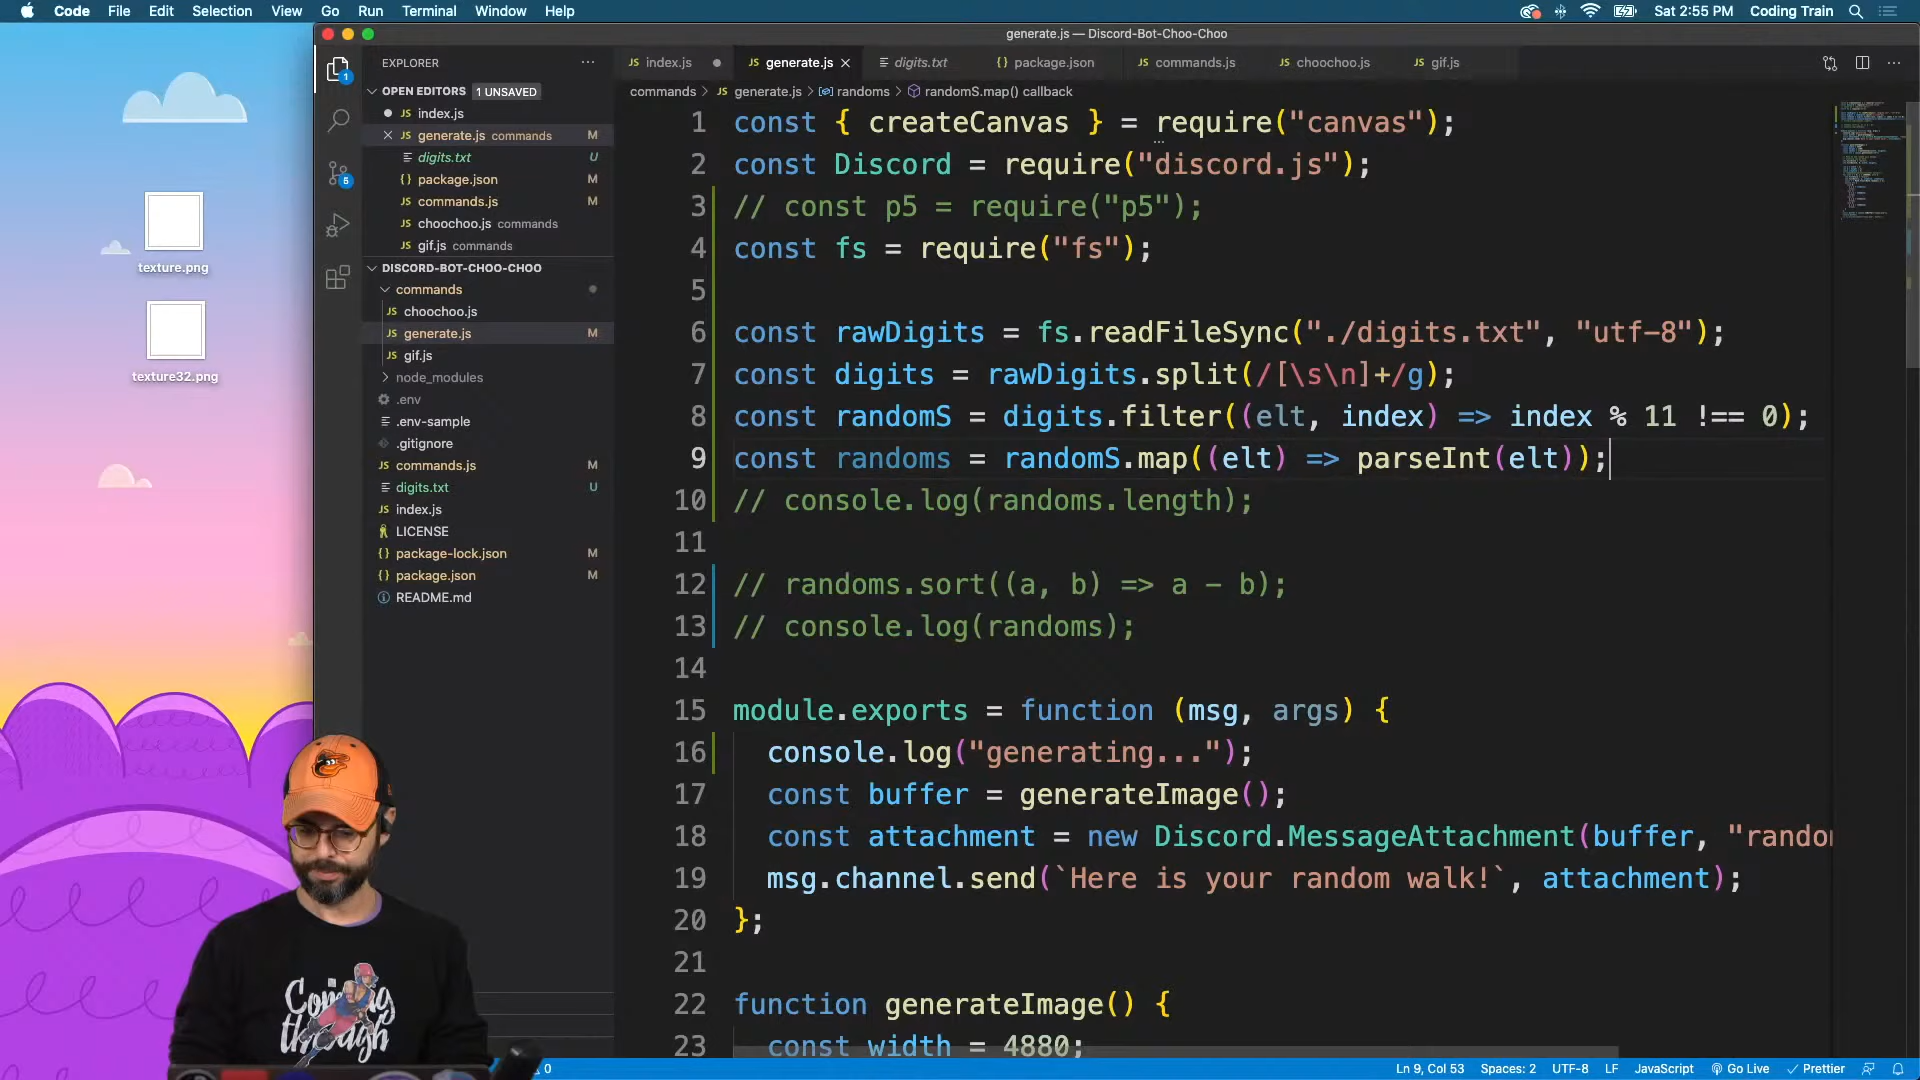 Code File Edit Selection View Go Run Terminal Window Help
Sat 2:55 PM Coding Train
generate.js — Discord-Bot-Choo-Choo
EXPLORER
index.js generate.js digits.txt package.json commands.js choochoo.js gif.js
OPEN EDITORS 1 UNSAVED
commands generate.js randoms randomS.map() callback
index.js
generate.js commands M
digits.txt U
package.json M
commands.js M
choochoo.js commands
gif.js commands
DISCORD-BOT-CHOO-CHOO
commands
choochoo.js
generate.js M
gif.js
node_modules
.env
.env-sample
.gitignore
commands.js M
digits.txt U
index.js
LICENSE
package-lock.json M
package.json M
README.md
1 const { createCanvas } = require("canvas");
2 const Discord = require("discord.js");
3 // const p5 = require("p5");
4 const fs = require("fs");
5
6 const rawDigits = fs.readFileSync("./digits.txt", "utf-8");
7 const digits = rawDigits.split(/[\s\n]+/g);
8 const randomS = digits.filter((elt, index) => index % 11 !== 0);
9 const randoms = randomS.map((elt) => parseInt(elt));
10 // console.log(randoms.length);
11
12 // randoms.sort((a, b) => a - b);
13 // console.log(randoms);
14
15 module.exports = function (msg, args) {
16 console.log("generating...");
17 const buffer = generateImage();
18 const attachment = new Discord.MessageAttachment(buffer, "random
19 msg.channel.send(`Here is your random walk!`, attachment);
20 };
21
22 function generateImage() {
23 const width = 4880;
texture.png
texture32.png
1
5
Coming
through
0
Ln 9, Col 53 Spaces: 2 UTF-8 LF JavaScript Go Live Prettier